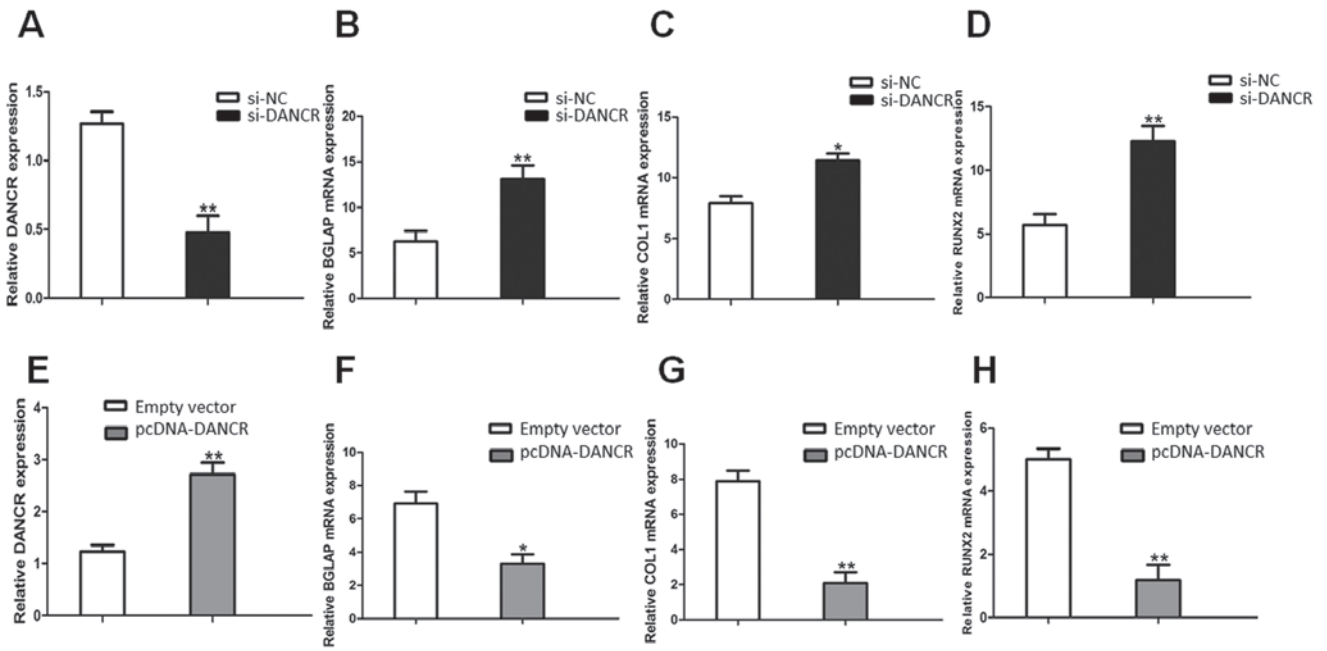 A
si-NC
si-DANCR
Relative DANCR expression
1.5
1.0
0.5
0.0
**
B
si-NC
si-DANCR
Relative BGLAP mRNA expression
20
15
10
5
0
**
C
si-NC
si-DANCR
Relative COL1 mRNA expression
15
10
5
0
*
D
si-NC
si-DANCR
Relative RUNX2 mRNA expression
15
10
5
0
**
E
Empty vector
pcDNA-DANCR
Relative DANCR expression
4
3
2
1
0
**
F
Empty vector
pcDNA-DANCR
Relative BGLAP mRNA expression
10
8
6
4
2
0
*
G
Empty vector
pcDNA-DANCR
Relative COL1 mRNA expression
10
8
6
4
2
0
**
H
Empty vector
pcDNA-DANCR
Relative RUNX2 mRNA expression
6
4
2
0
**